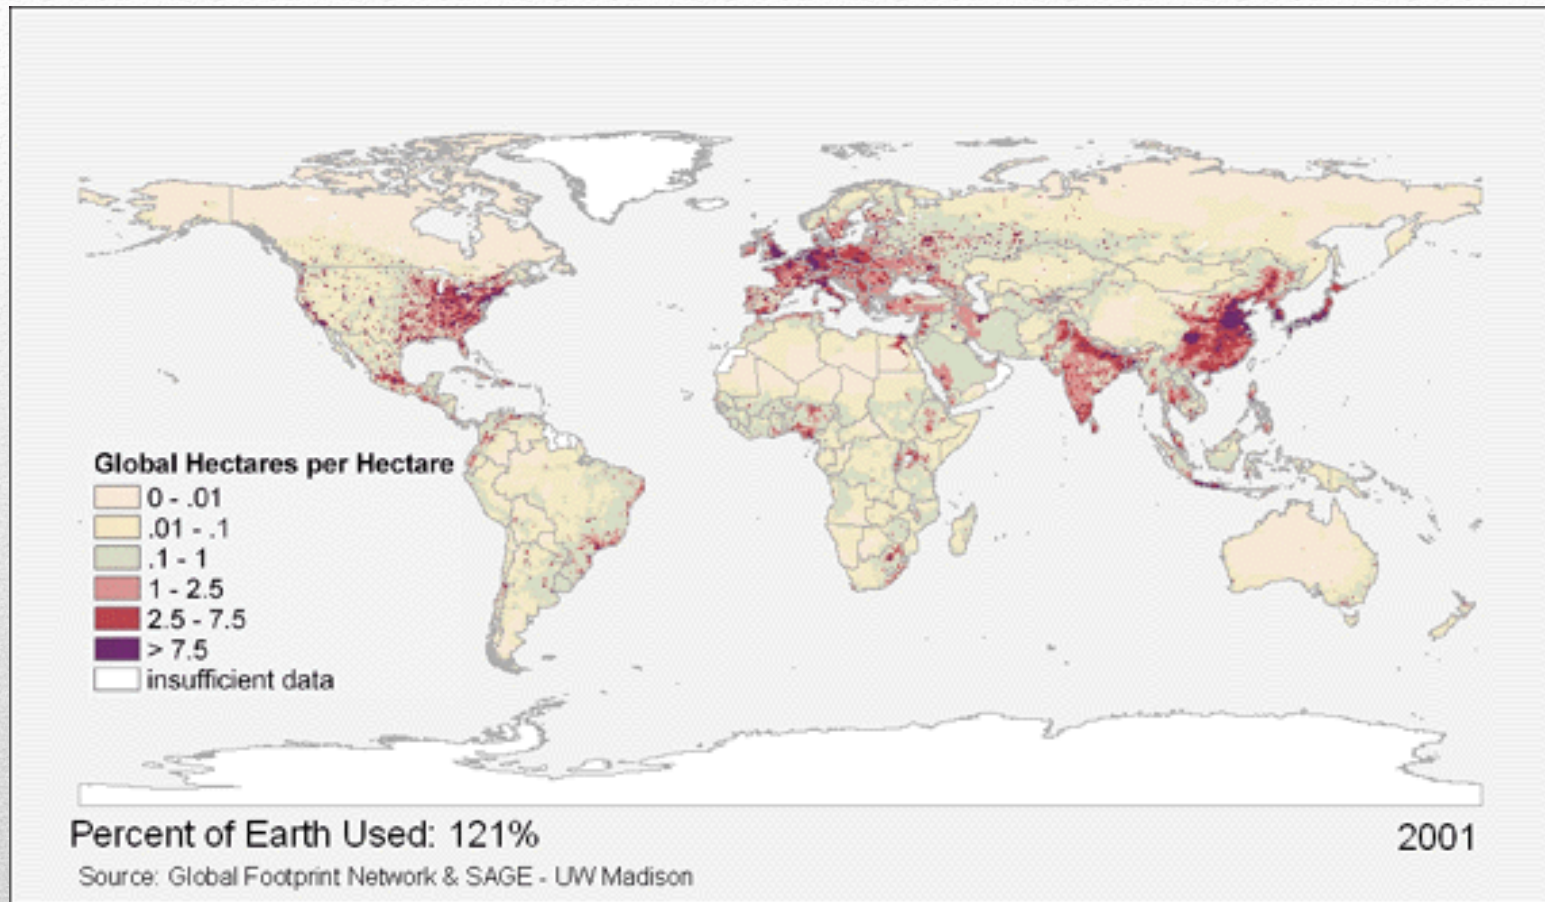 Global Hectares per Hectare
0 - .01
.01 - .1
.1 - 1
1 - 2.5
2.5 - 7.5
> 7.5
insufficient data
Percent of Earth Used: 121%
2001
Source: Global Footprint Network & SAGE - UW Madison